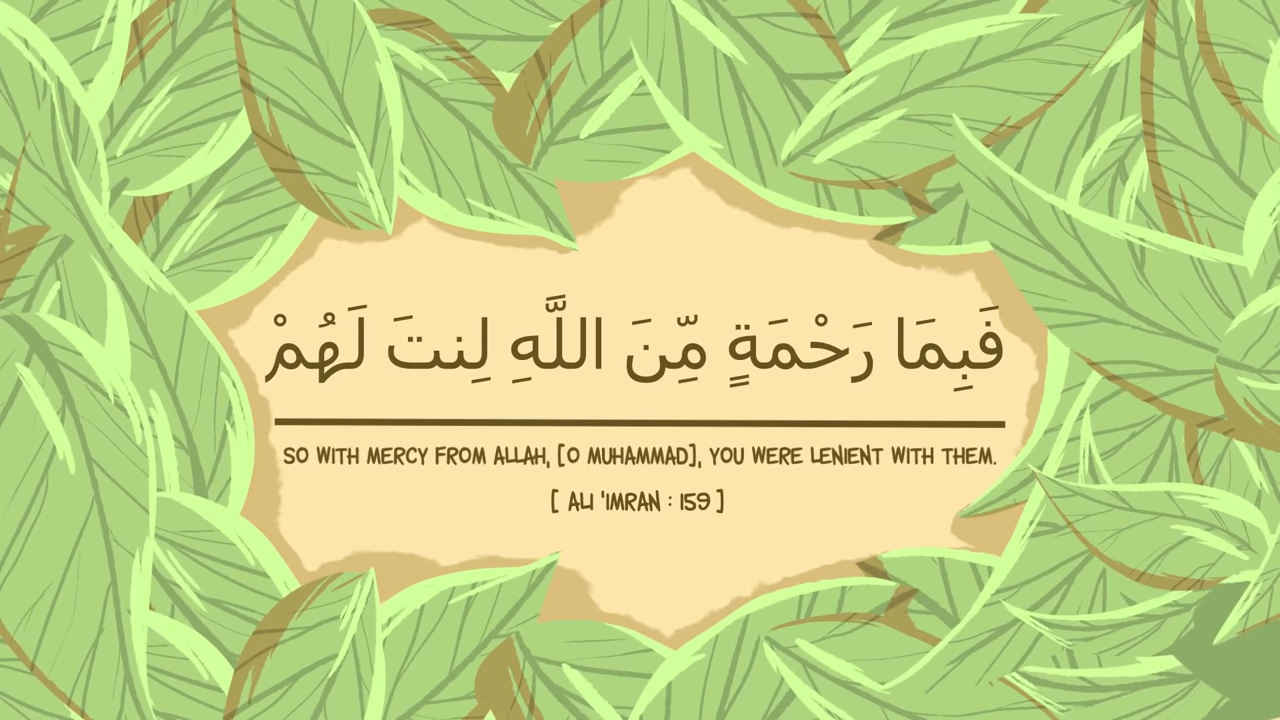 فَبِمَا رَحْمَةٍ مِّنَ اللَّهِ لِنتَ لَهُمْ
SO WITH MERCY FROM ALLAH, [O MUHAMMAD], YOU WERE LENIENT WITH THEM.
[ ALI 'IMRAN : 159 ]